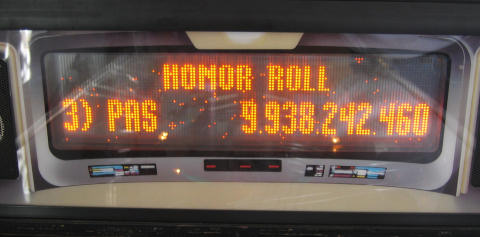 HONOR ROLL
3) PAS 9.938.242.460